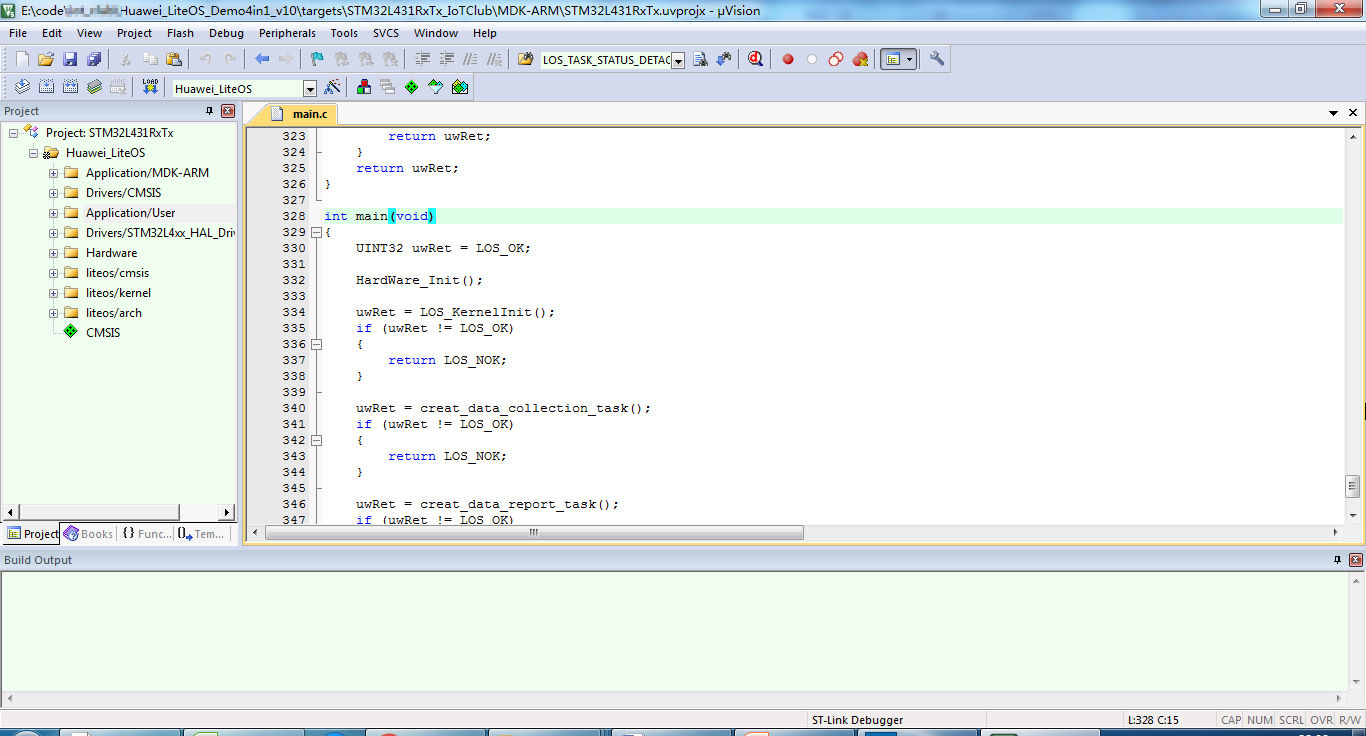 E:\code\Huawei_LiteOS_Demo4in1_v10\targets\STM32L431RxTx_IoTClub\MDK-ARM\STM32L431RxTx.uvprojx - µVision
File Edit View Project Flash Debug Peripherals Tools SVCS Window Help
LOS_TASK_STATUS_DETAC
LOAD Huawei_LiteOS
Project
Project: STM32L431RxTx
Huawei_LiteOS
Application/MDK-ARM
Drivers/CMSIS
Application/User
Drivers/STM32L4xx_HAL_Driv
Hardware
liteos/cmsis
liteos/kernel
liteos/arch
CMSIS
Project Books {} Func... {} Tem...
main.c
323 return uwRet;
324 }
325 return uwRet;
326 }
327
328 int main(void)
329 {
330 UINT32 uwRet = LOS_OK;
331
332 HardWare_Init();
333
334 uwRet = LOS_KernelInit();
335 if (uwRet != LOS_OK)
336 {
337 return LOS_NOK;
338 }
339
340 uwRet = creat_data_collection_task();
341 if (uwRet != LOS_OK)
342 {
343 return LOS_NOK;
344 }
345
346 uwRet = creat_data_report_task();
347 if (uwRet != LOS_OK)
Build Output
ST-Link Debugger L:328 C:15 CAP NUM SCRL OVR R/W